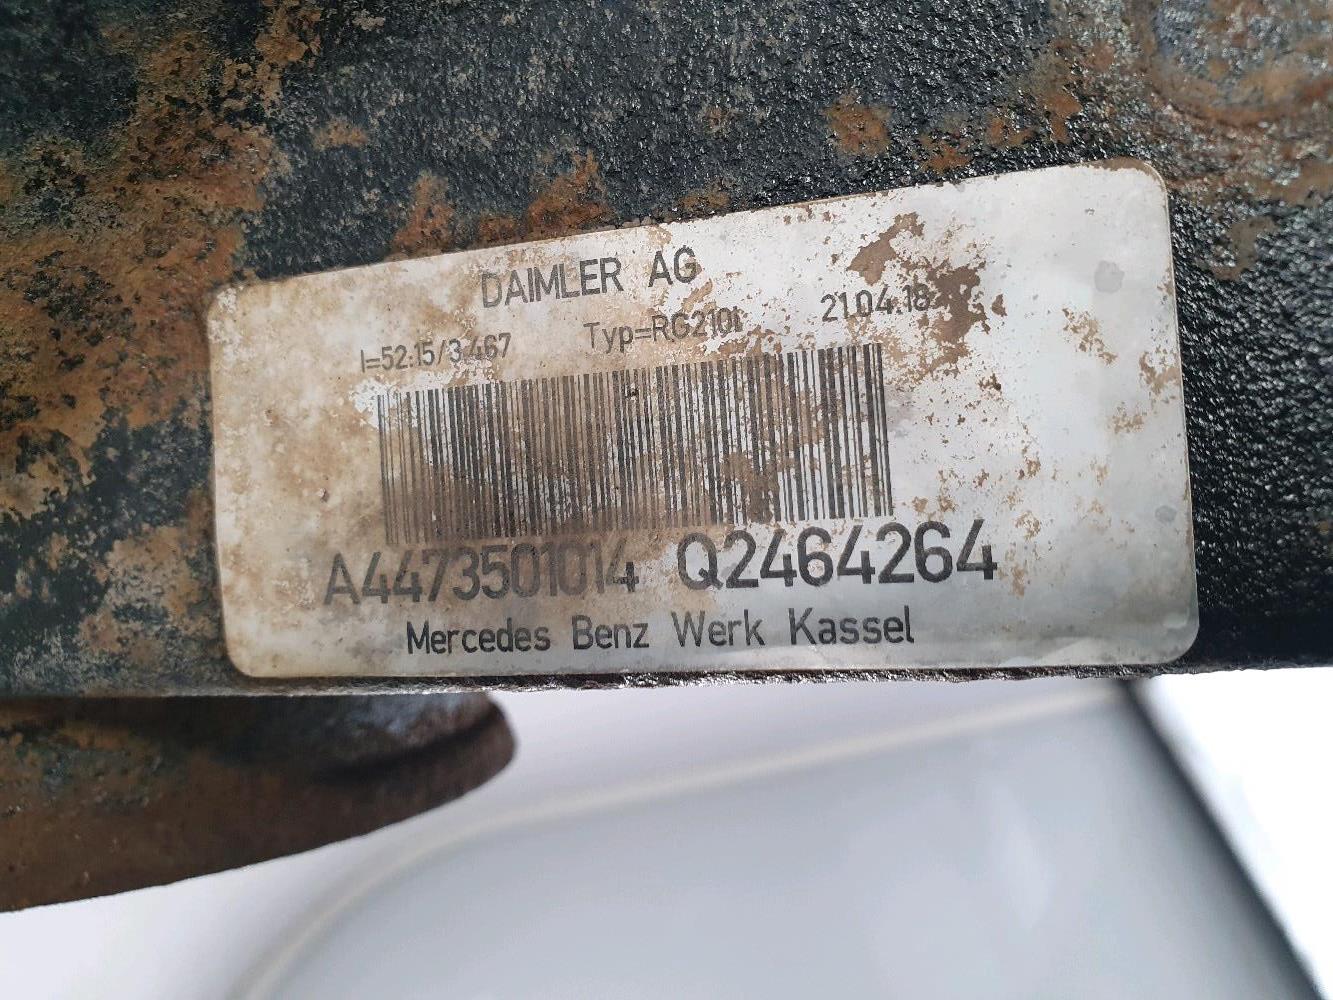 DAIMLER AG
I=52:15/3.467 Typ=RG210I 21.04.18
A4473501014 Q2464264
Mercedes Benz Werk Kassel